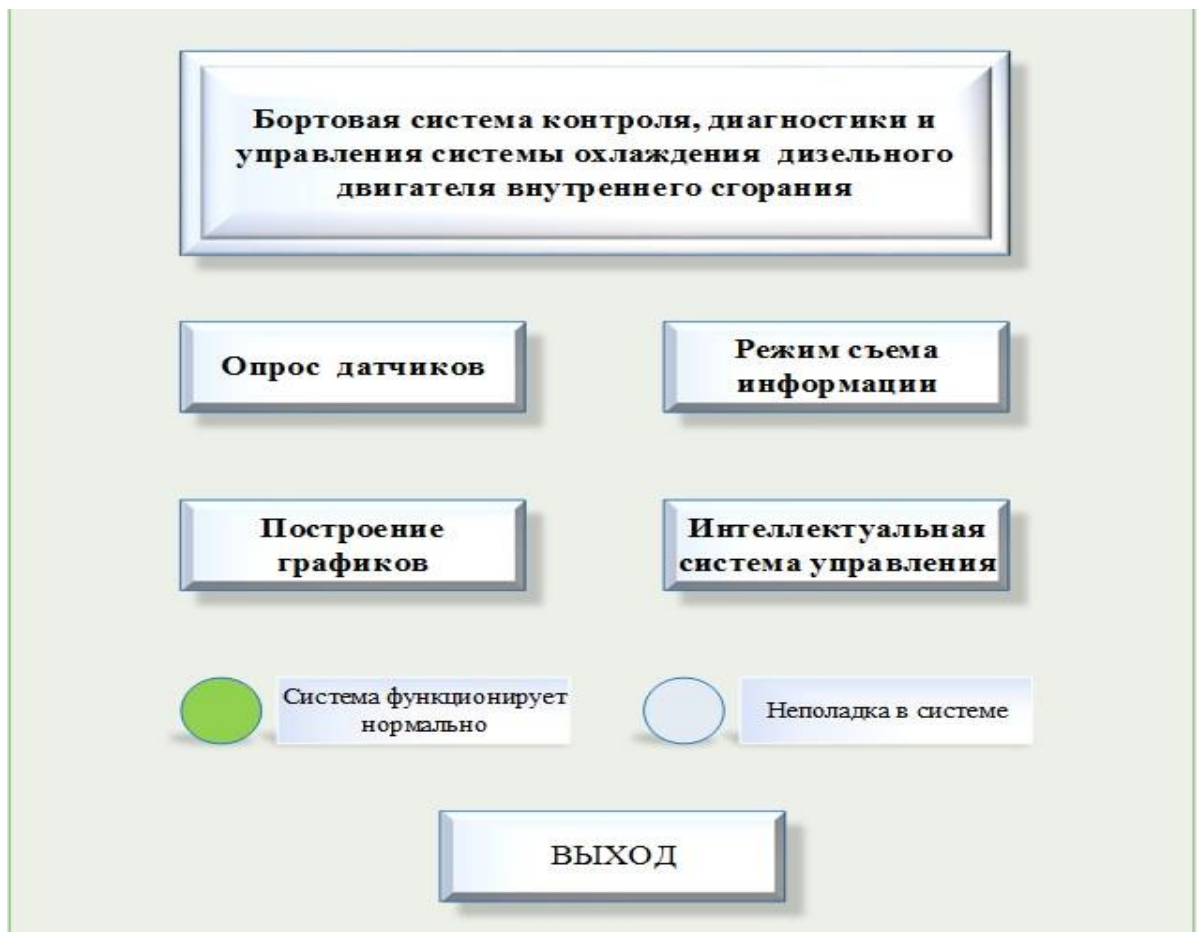 Бортовая система контроля, диагностики и
управления системы охлаждения дизельного
двигателя внутреннего сгорания
Опрос датчиков
Режим съема
информации
Построение
графиков
Интеллектуальная
система управления
Система функционирует
нормально
Неполадка в системе
ВЫХОД